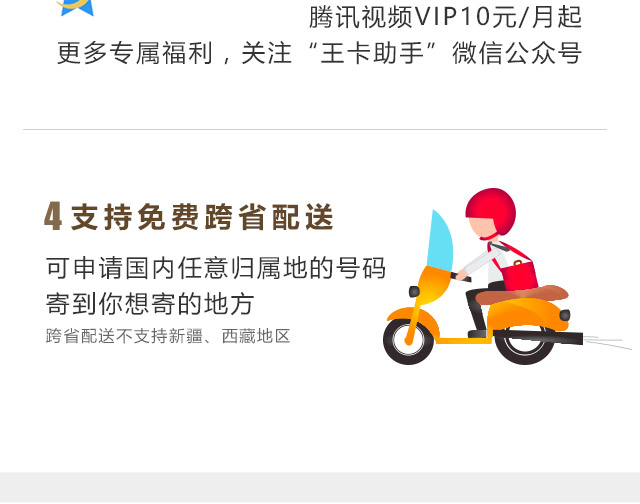 腾讯视频VIP10元/月起
更多专属福利，关注“王卡助手”微信公众号
4 支持免费跨省配送
可申请国内任意归属地的号码
寄到你想寄的地方
跨省配送不支持新疆、西藏地区